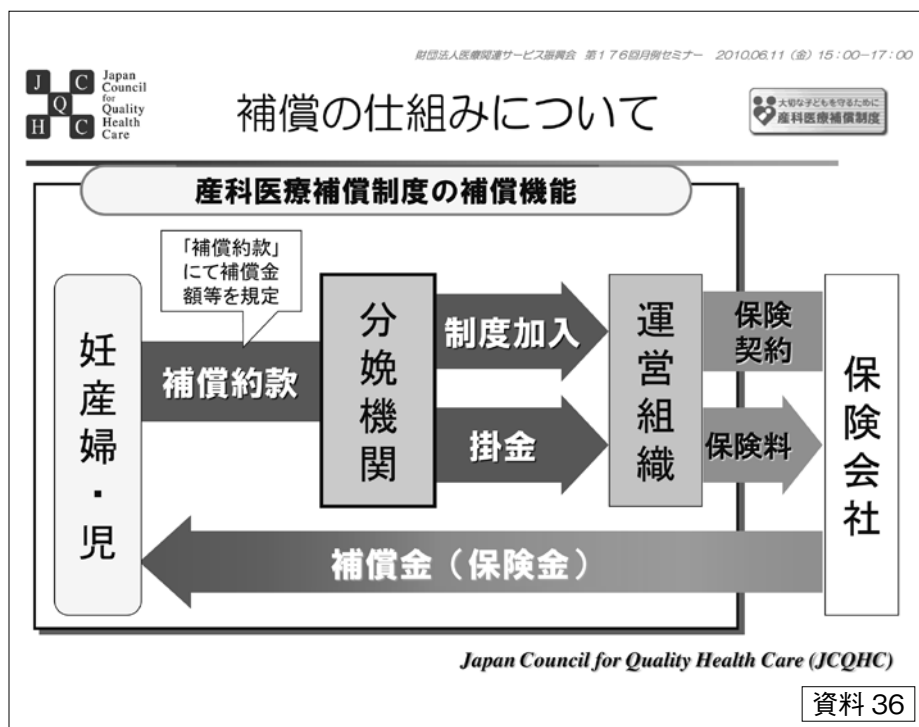 財団法人医療関連サービス振興会 第176回月例セミナー 2010.06.11（金）15：00−17：00
J C Q H C
Japan
Council
for
Quality
Health
Care
補償の仕組みについて
大切な子どもを守るために
産科医療補償制度
産科医療補償制度の補償機能
「補償約款」
にて補償金
額等を規定
妊産婦・児
補償約款
分娩機関
制度加入
掛金
運営組織
保険
契約
保険料
保険会社
補償金（保険金）
Japan Council for Quality Health Care (JCQHC)
資料 36